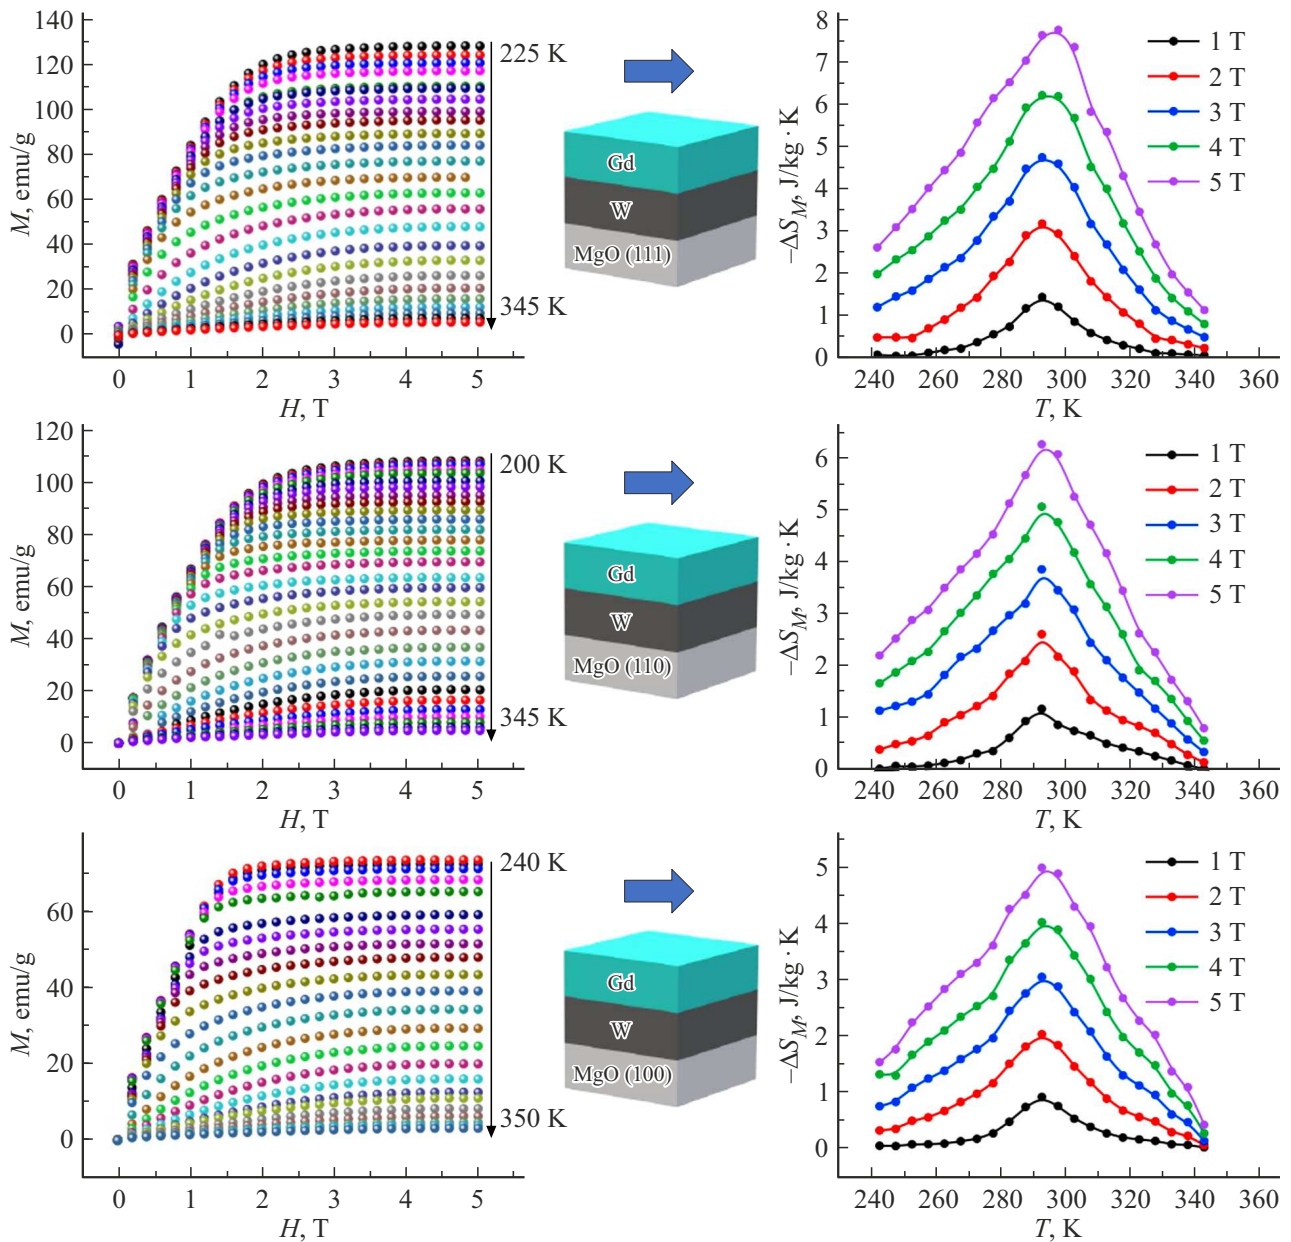 140
120
100
80
60
40
20
0
M, emu/g
0 1 2 3 4 5
H, T
225 K
345 K
Gd
W
MgO (111)
8
7
6
5
4
3
2
1
0
–ΔS_M, J/kg · K
240 260 280 300 320 340 360
T, K
1 T
2 T
3 T
4 T
5 T
120
100
80
60
40
20
0
M, emu/g
0 1 2 3 4 5
H, T
200 K
345 K
Gd
W
MgO (110)
6
5
4
3
2
1
0
–ΔS_M, J/kg · K
240 260 280 300 320 340 360
T, K
1 T
2 T
3 T
4 T
5 T
60
40
20
0
M, emu/g
0 1 2 3 4 5
H, T
240 K
350 K
Gd
W
MgO (100)
5
4
3
2
1
0
–ΔS_M, J/kg · K
240 260 280 300 320 340 360
T, K
1 T
2 T
3 T
4 T
5 T